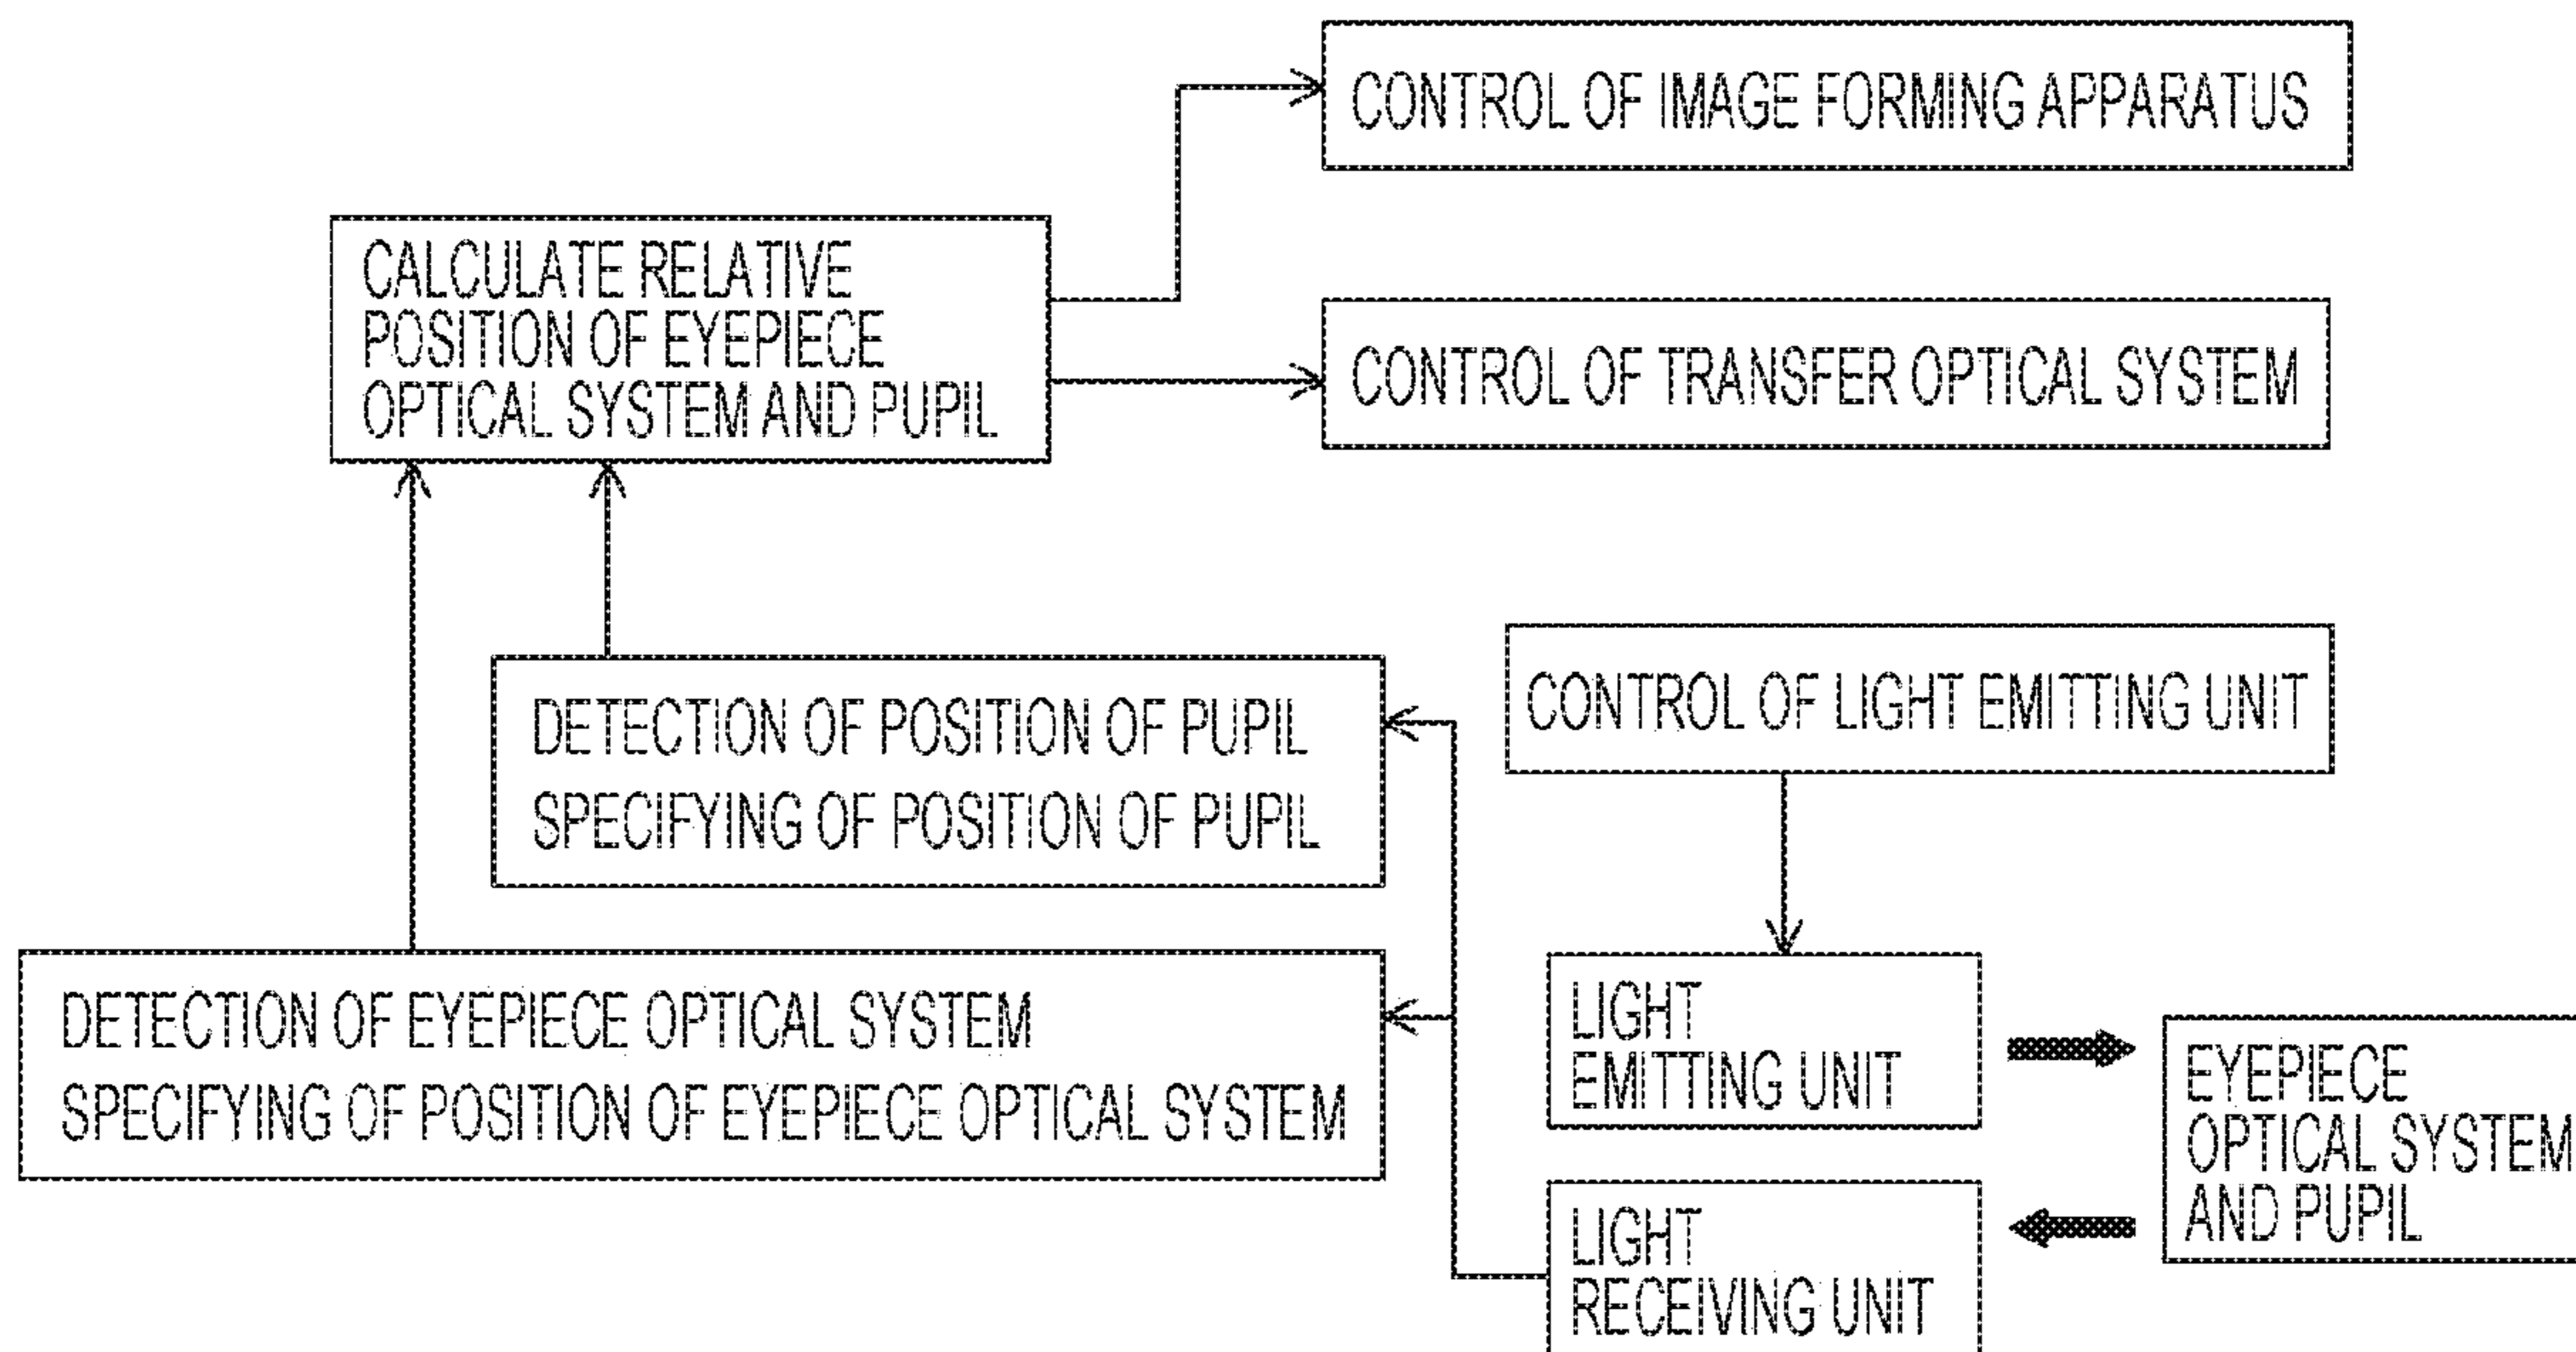 CONTROL OF IMAGE FORMING APPARATUS
CALCULATE RELATIVE
POSITION OF EYEPIECE
OPTICAL SYSTEM AND PUPIL
CONTROL OF TRANSFER OPTICAL SYSTEM
DETECTION OF POSITION OF PUPIL
SPECIFYING OF POSITION OF PUPIL
CONTROL OF LIGHT EMITTING UNIT
DETECTION OF EYEPIECE OPTICAL SYSTEM
SPECIFYING OF POSITION OF EYEPIECE OPTICAL SYSTEM
LIGHT
EMITTING UNIT
EYEPIECE
OPTICAL SYSTEM
AND PUPIL
LIGHT
RECEIVING UNIT